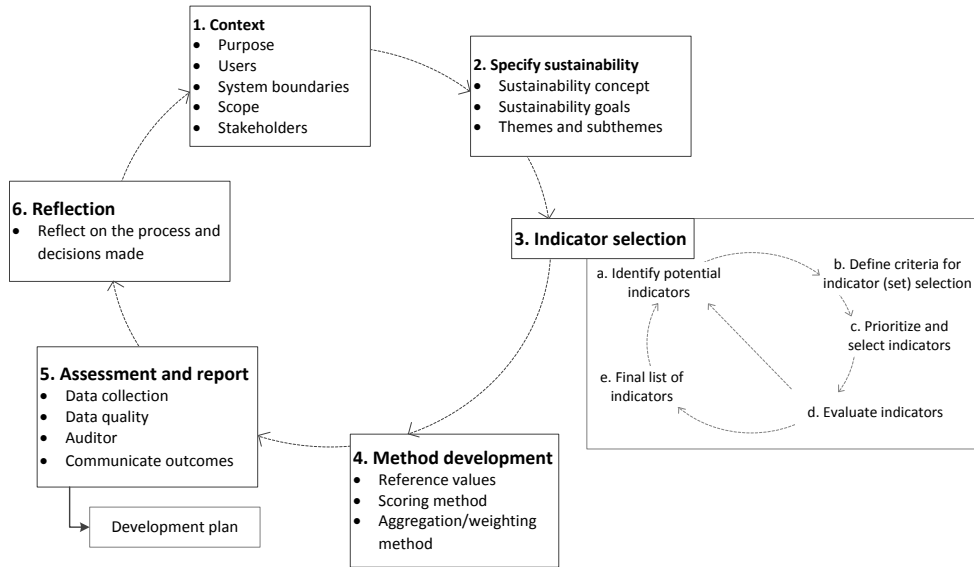 1. Context
• Purpose
• Users
• System boundaries
• Scope
• Stakeholders
2. Specify sustainability
• Sustainability concept
• Sustainability goals
• Themes and subthemes
3. Indicator selection
a. Identify potential
indicators
b. Define criteria for
indicator (set) selection
c. Prioritize and
select indicators
d. Evaluate indicators
e. Final list of
indicators
4. Method development
• Reference values
• Scoring method
• Aggregation/weighting
method
5. Assessment and report
• Data collection
• Data quality
• Auditor
• Communicate outcomes
Development plan
6. Reflection
• Reflect on the process and
decisions made